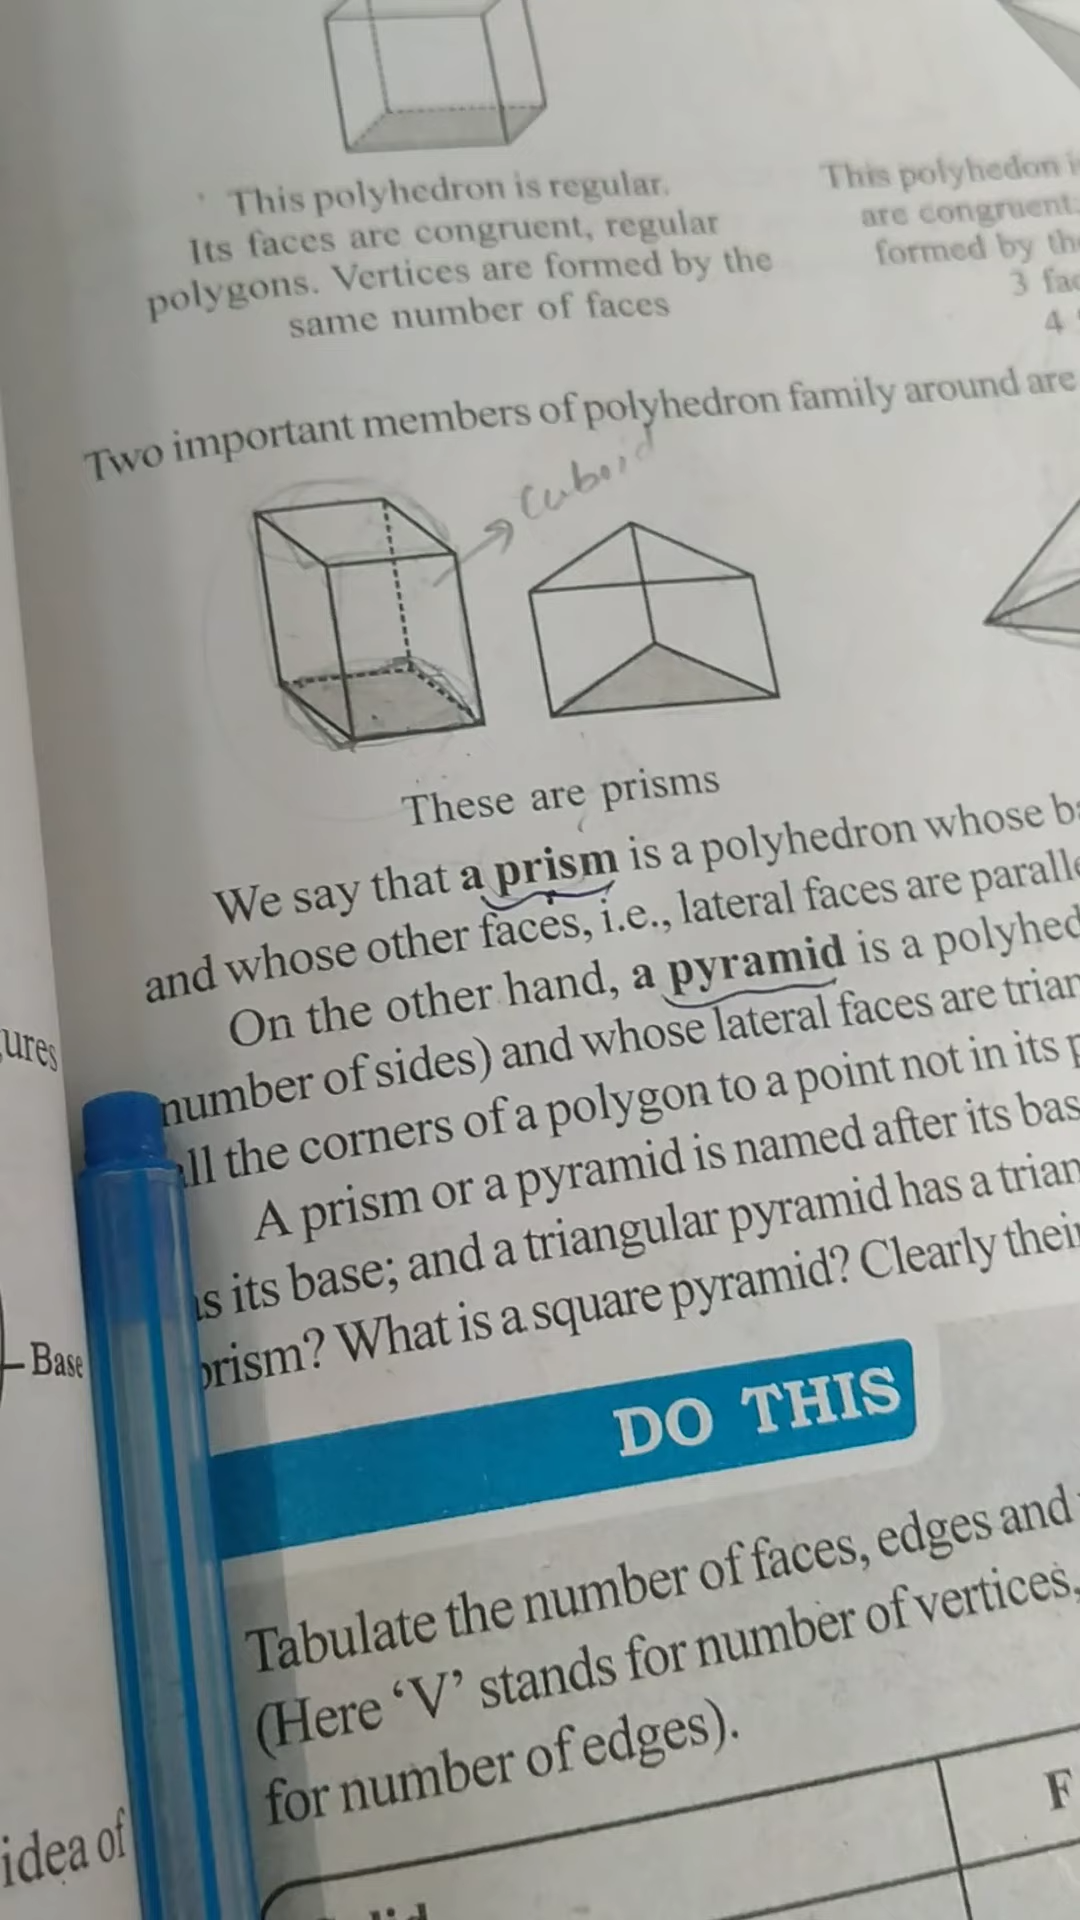 This polyhedron is regular.
Its faces are congruent, regular
polygons. Vertices are formed by the
same number of faces
This polyhedon
are congruent,
formed by the
3
4
Two important members of polyhedron family around are
Cuboid
These are prisms
We say that a prism is a polyhedron whose
and whose other faces, i.e., lateral faces are
On the other hand, a pyramid is a
number of sides) and whose lateral faces are
the corners of a polygon to a point not in its
A prism or a pyramid is named after its
its base; and a triangular pyramid has a
prism? What is a square pyramid? Clearly their
Base
DO THIS
Tabulate the number of faces, edges and
(Here ‘V’ stands for number of vertices,
for number of edges).
F
idea of